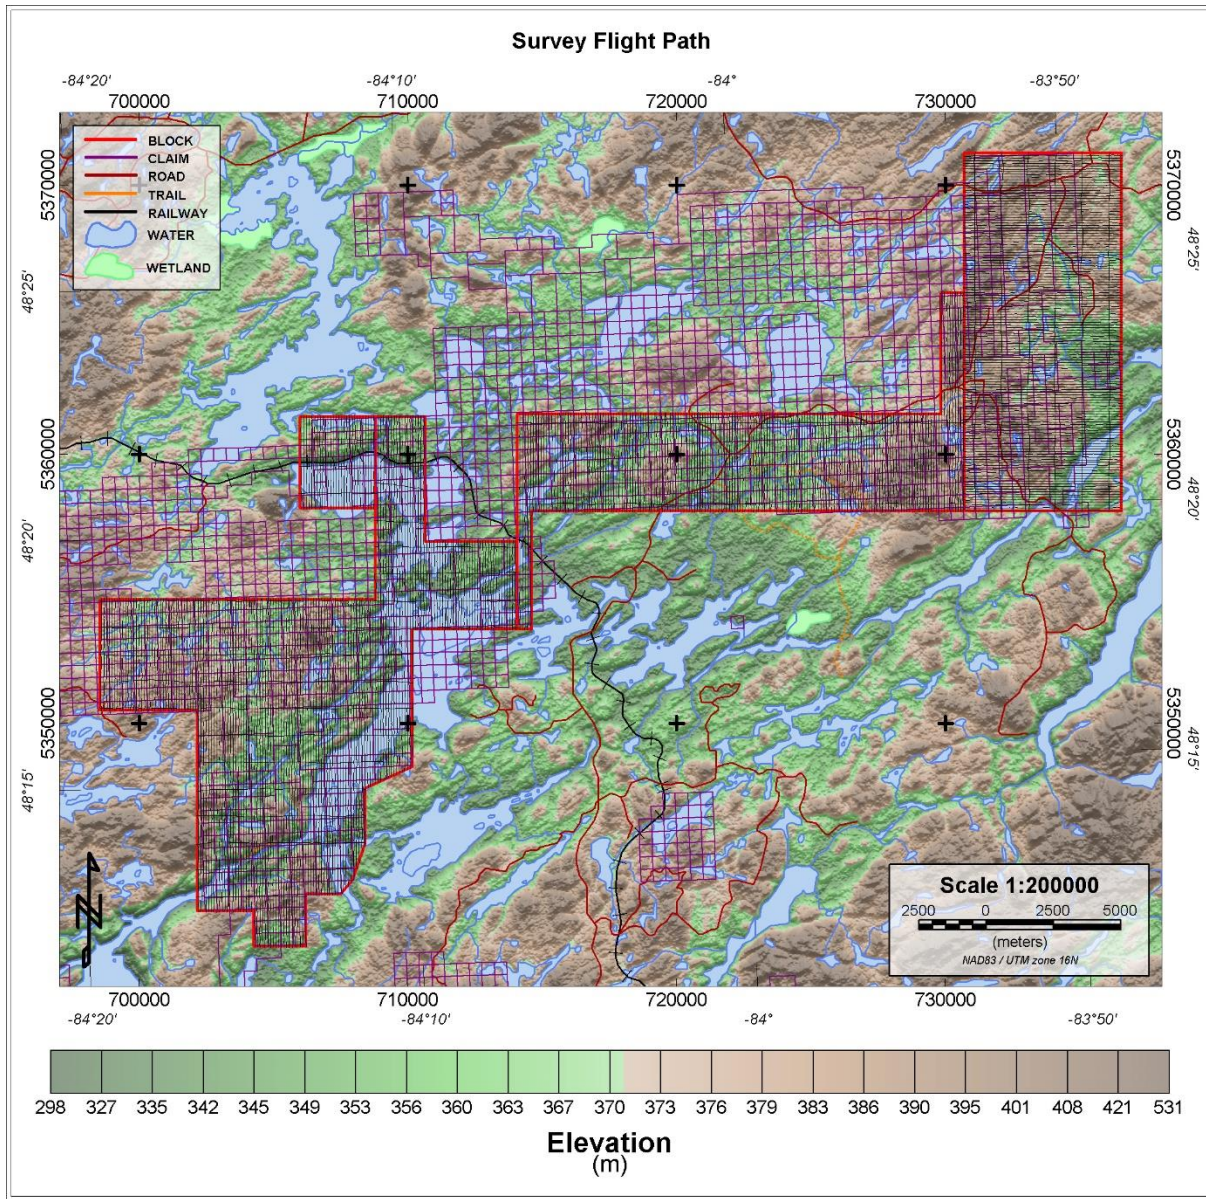 Survey Flight Path
-84°20' -84°10' -84° -83°50'
700000 710000 720000 730000
BLOCK
CLAIM
ROAD
TRAIL
RAILWAY
WATER
WETLAND
5370000 5370000
48°25' 48°25'
5360000 5360000
48°20' 48°20'
5350000 5350000
48°15' 48°15'
Scale 1:200000
2500 0 2500 5000
(meters)
NAD83 / UTM zone 16N
700000 710000 720000 730000
-84°20' -84°10' -84° -83°50'
298 327 335 342 345 349 353 356 360 363 367 370 373 376 379 383 386 390 395 401 408 421 531
Elevation
(m)